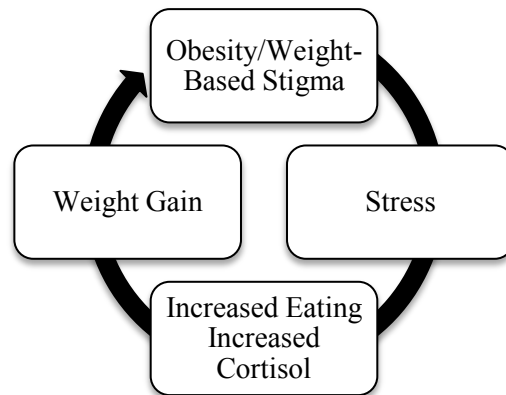 Obesity/Weight-
Based Stigma
Weight Gain
Stress
Increased Eating
Increased
Cortisol